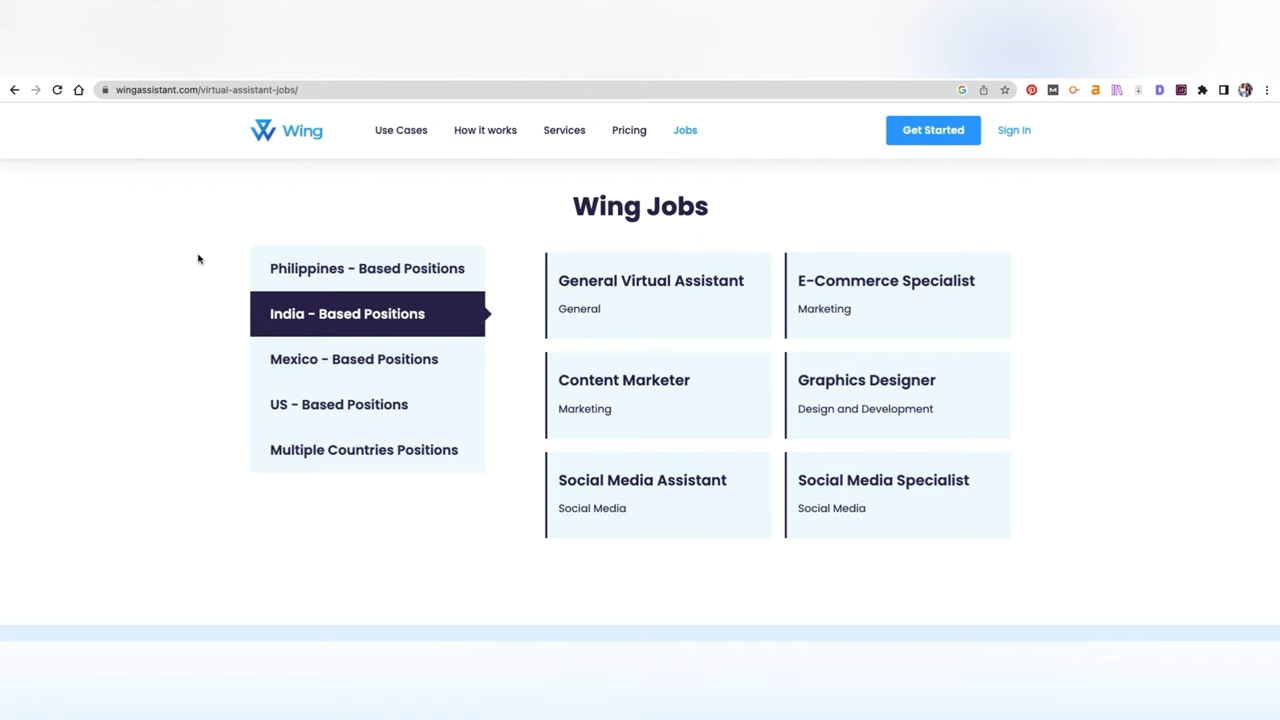 wingassistant.com/virtual-assistant-jobs/
Wing
Use Cases
How it works
Services
Pricing
Jobs
Get Started
Sign In
Wing Jobs
Philippines - Based Positions
India - Based Positions
Mexico - Based Positions
US - Based Positions
Multiple Countries Positions
General Virtual Assistant
General
E-Commerce Specialist
Marketing
Content Marketer
Marketing
Graphics Designer
Design and Development
Social Media Assistant
Social Media
Social Media Specialist
Social Media